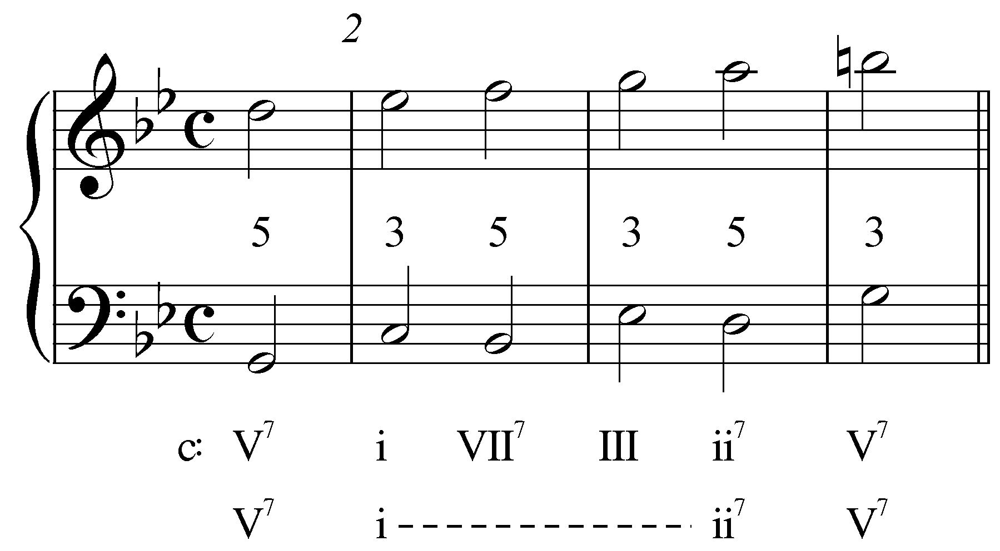 2
5 3 5 3 5 3
c: V⁷ i VII⁷ III ii⁷ V⁷
V⁷ i - - - - - - - - - - - - - ii⁷ V⁷